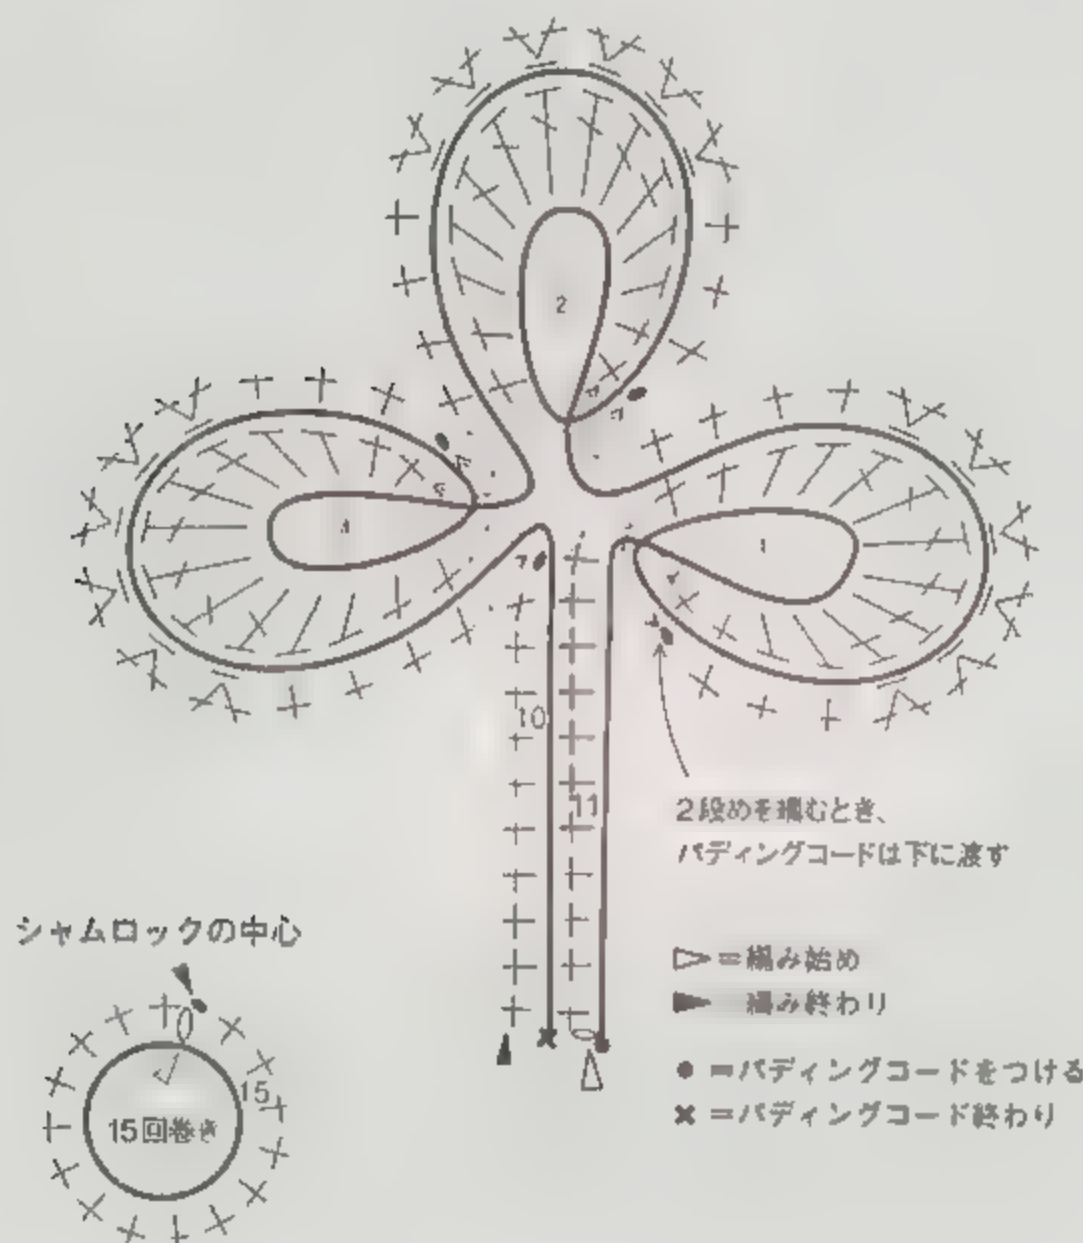 2
1
1
10
11
2段めを編むとき、
パディングコードは下に渡す
シャムロックの中心
15
15回巻き
=編み始め
編み終わり
=パディングコードをつける
=パディングコード終わり